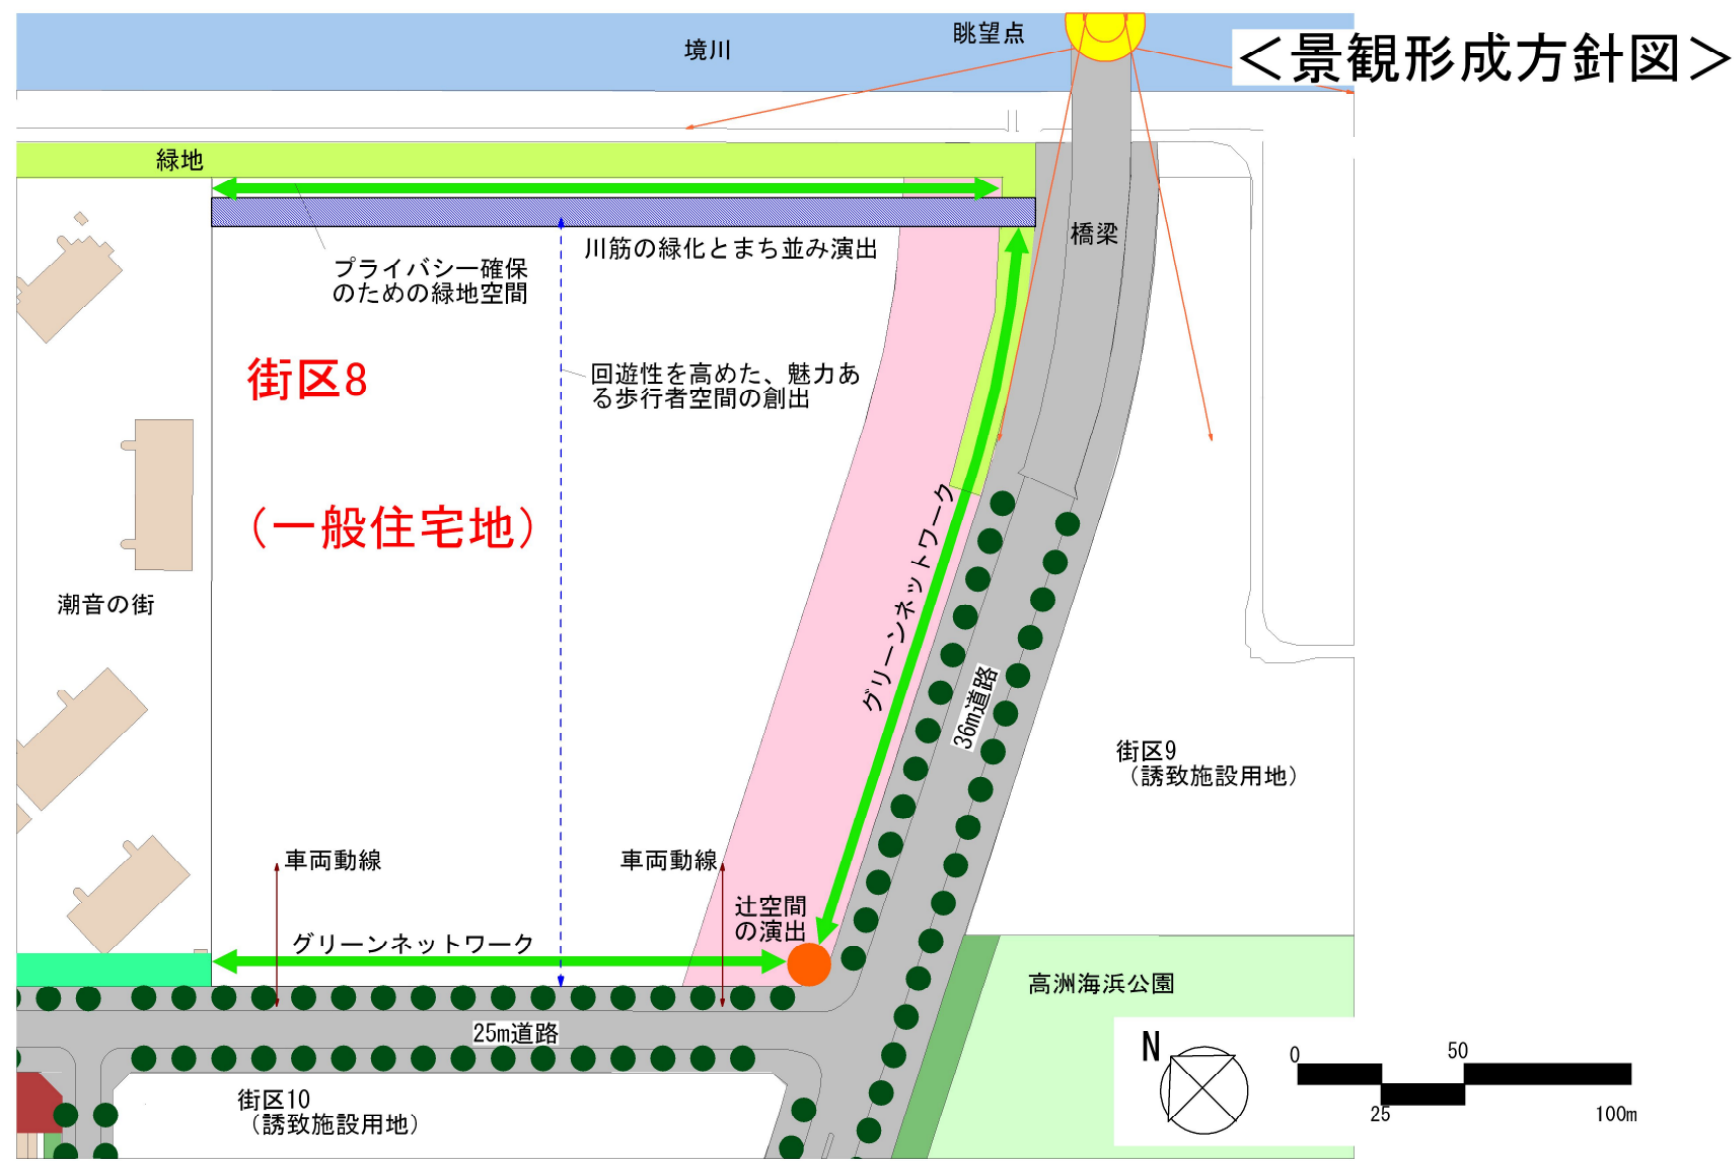 ＜景観形成方針図＞
境川
眺望点
緑地
橋梁
川筋の緑化とまち並み演出
プライバシー確保
のための緑地空間
街区8
回遊性を高めた、魅力あ
る歩行者空間の創出
（一般住宅地）
グリーンネットワーク
潮音の街
36m道路
街区9
（誘致施設用地）
車両動線
車両動線
辻空間
の演出
グリーンネットワーク
高洲海浜公園
25m道路
街区10
（誘致施設用地）
N
0
50
25
100m